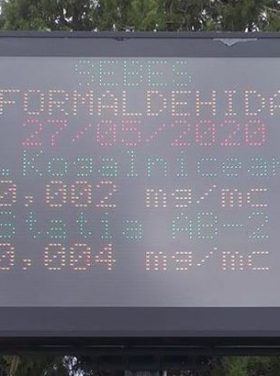 SEBES
FORMALDEHIDA
27/05/2020
.Kogalnicean
0,002 mg/mc
Statia AB-2
0,004 mg/mc